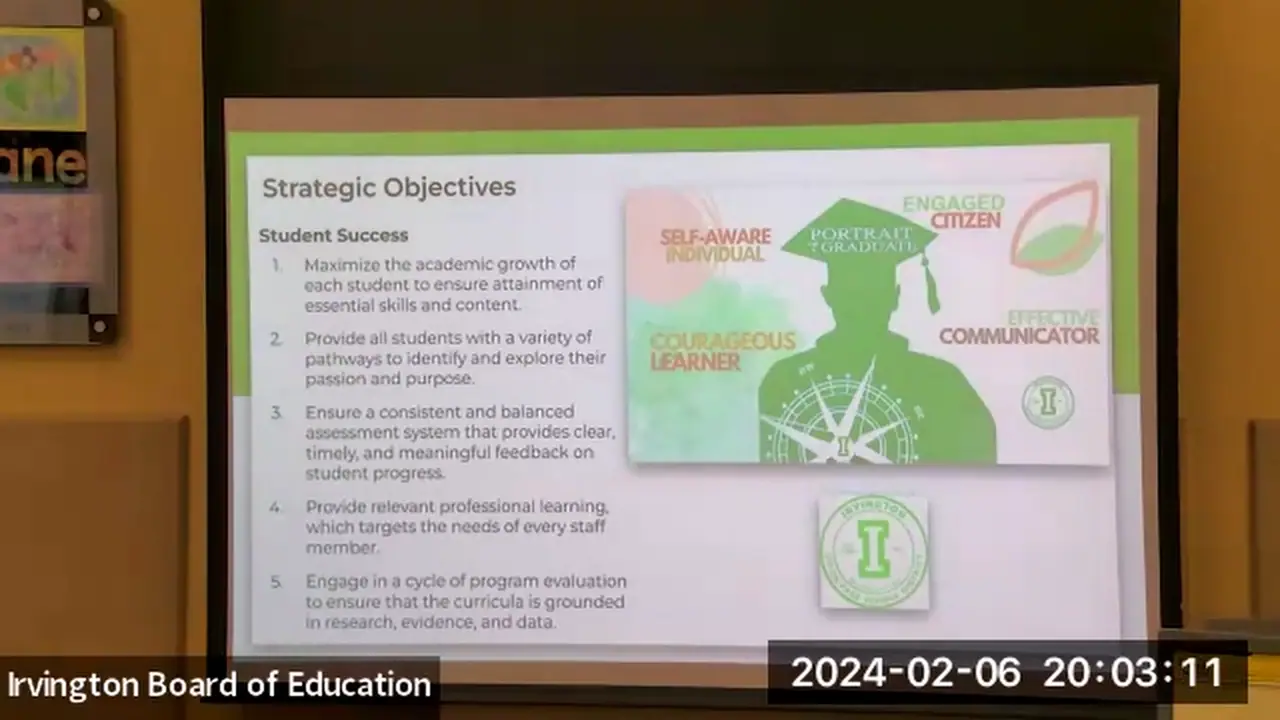 ane
Strategic Objectives
Student Success
1. Maximize the academic growth of
each student to ensure attainment of
essential skills and content.
2. Provide all students with a variety of
pathways to identify and explore their
passion and purpose.
3. Ensure a consistent and balanced
assessment system that provides clear,
timely, and meaningful feedback on
student progress.
4. Provide relevant professional learning,
which targets the needs of every staff
member.
5. Engage in a cycle of program evaluation
to ensure that the curricula is grounded
in research, evidence, and data.
SELF-AWARE
INDIVIDUAL
PORTRAIT
GRADUATE
ENGAGED
CITIZEN
COURAGEOUS
LEARNER
EFFECTIVE
COMMUNICATOR
I
I
IRVINGTON
I
Irvington Board of Education
2024-02-06 20:03:11